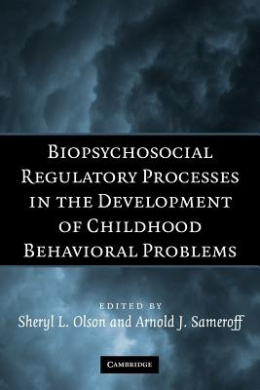 Biopsychosocial
Regulatory Processes
in the Development
of Childhood
Behavioral Problems
EDITED BY
Sheryl L. Olson and Arnold J. Sameroff
CAMBRIDGE